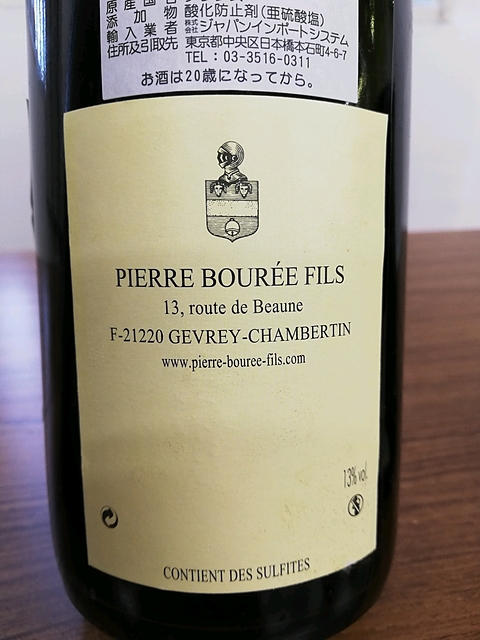 原産国名
添加物 酸化防止剤(亜硫酸塩)
輸入業者 株式会社ジャパンインポートシステム
住所及引取先 東京都中央区日本橋本石町4-6-7
TEL:03-3516-0311
お酒は20歳になってから。
PIERRE BOURÉE FILS
13, route de Beaune
F-21220 GEVREY-CHAMBERTIN
www.pierre-bouree-fils.com
13% vol.
CONTIENT DES SULFITES